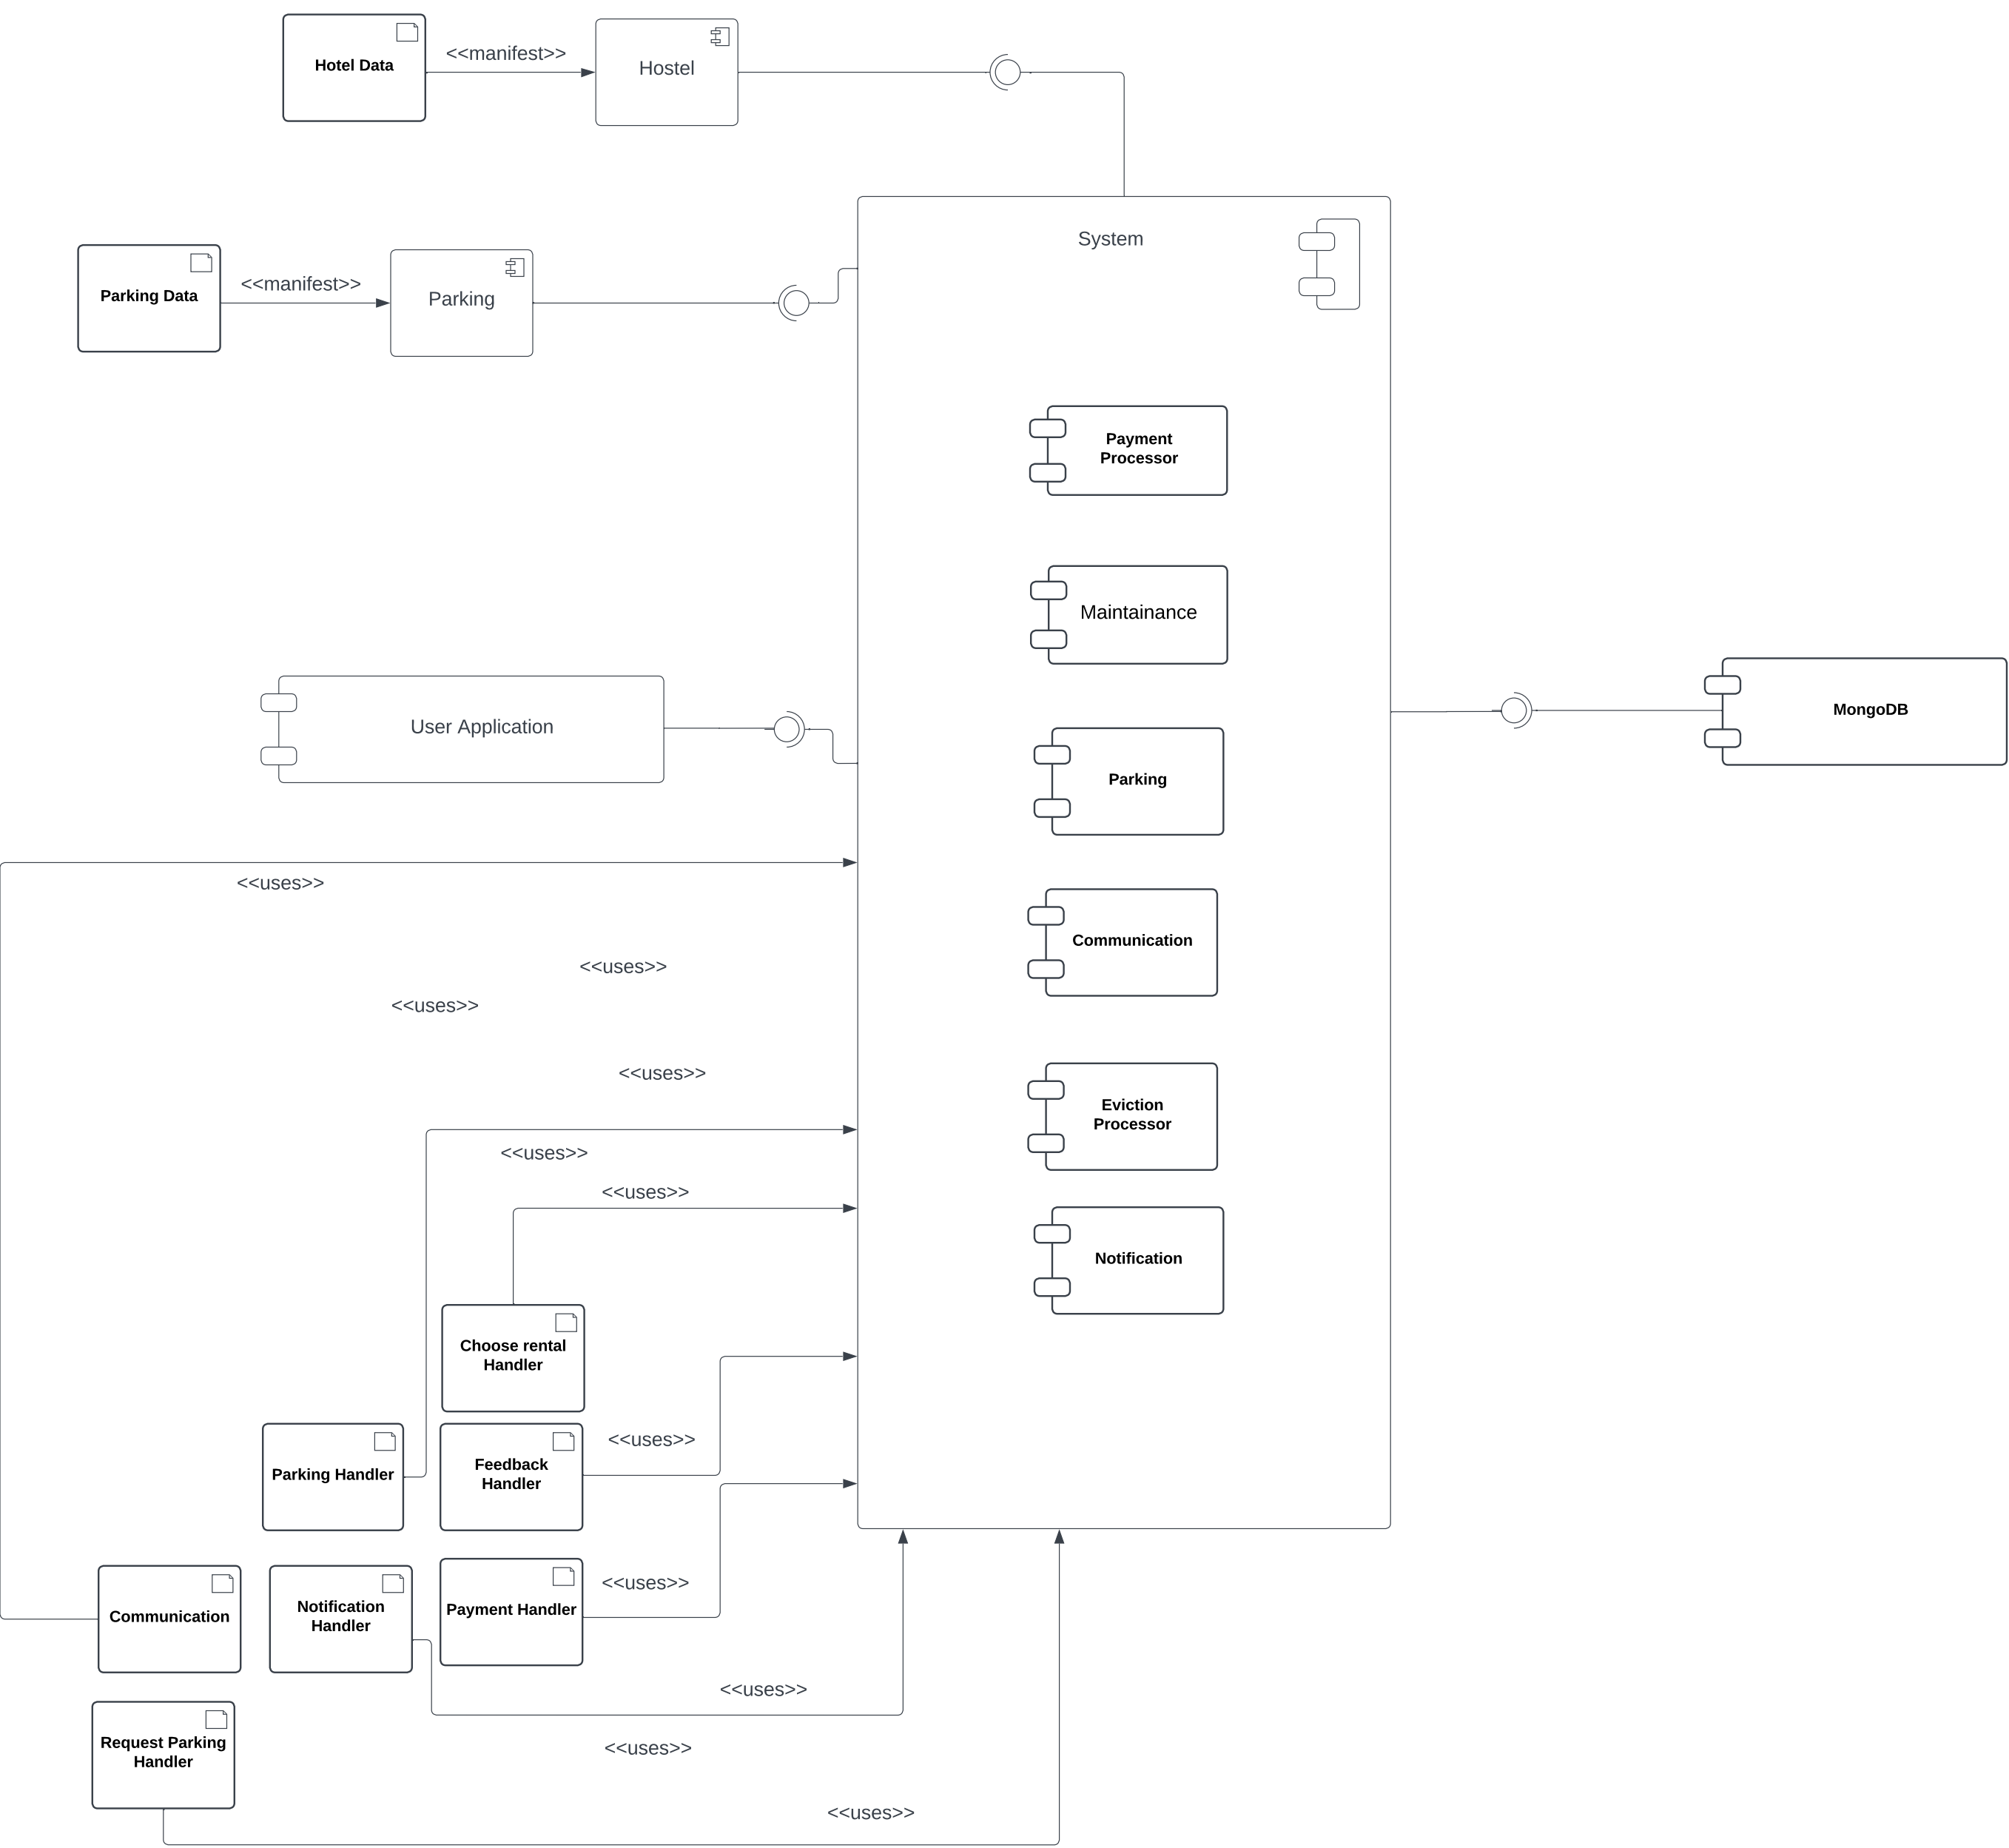 Hotel Data
<<manifest>>
Hostel
System
Parking Data
<<manifest>>
Parking
Payment
Processor
Maintainance
User Application
Parking
MongoDB
<<uses>>
Communication
<<uses>>
<<uses>>
<<uses>>
Eviction
Processor
<<uses>>
<<uses>>
Notification
Choose rental
Handler
Parking Handler
Feedback
Handler
<<uses>>
Communication
Notification
Handler
Payment Handler
<<uses>>
<<uses>>
Request Parking
Handler
<<uses>>
<<uses>>